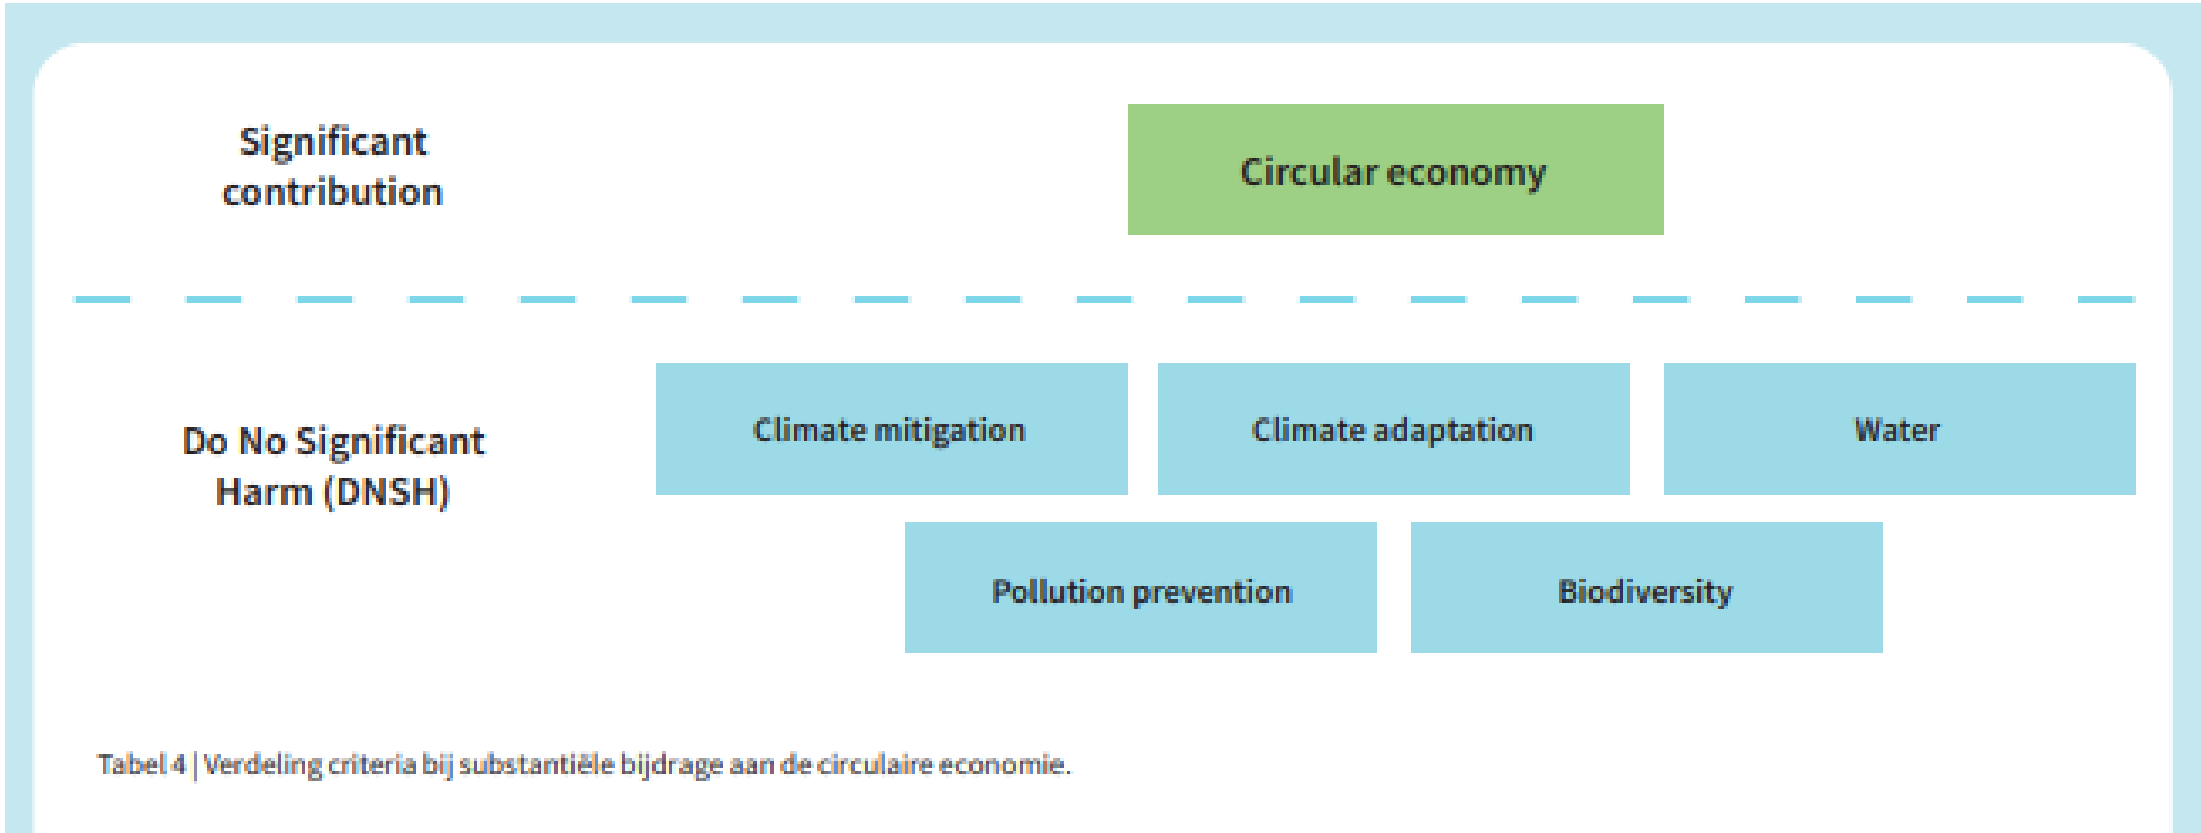 Significant
contribution
Circular economy
Do No Significant
Harm (DNSH)
Climate mitigation
Climate adaptation
Water
Pollution prevention
Biodiversity
Tabel 4 | Verdeling criteria bij substantiële bijdrage aan de circulaire economie.